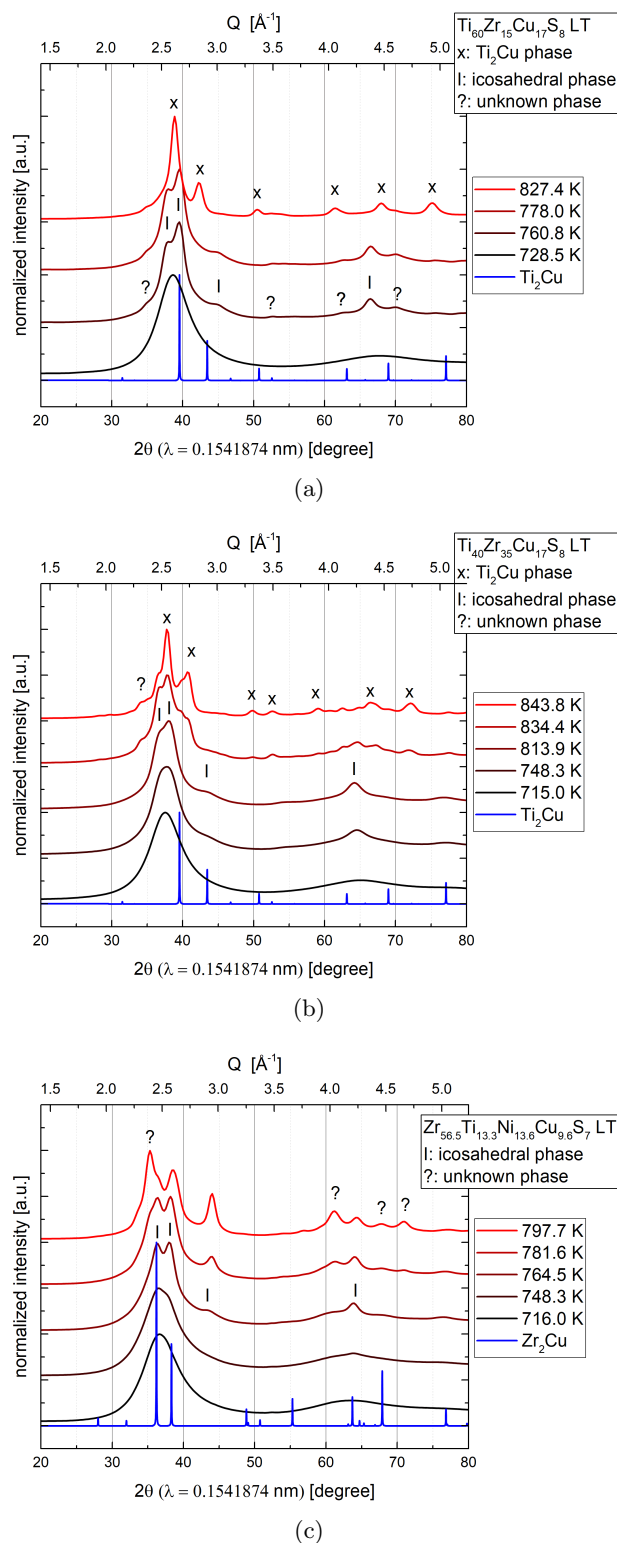 Q [Å⁻¹]
1.5 2.0 2.5 3.0 3.5 4.0 4.5 5.0
Ti₆₀Zr₁₅Cu₁₇S₈ LT
x: Ti₂Cu phase
I: icosahedral phase
?: unknown phase
x
x
x
x
x
x
I
I
I
I
?
?
?
?
827.4 K
778.0 K
760.8 K
728.5 K
Ti₂Cu
normalized intensity [a.u.]
20 30 40 50 60 70 80
2θ (λ = 0.1541874 nm) [degree]
(a)
Q [Å⁻¹]
1.5 2.0 2.5 3.0 3.5 4.0 4.5 5.0
Ti₄₀Zr₃₅Cu₁₇S₈ LT
x: Ti₂Cu phase
I: icosahedral phase
?: unknown phase
x
x
?
x
x
x
x
x
I
I
I
I
843.8 K
834.4 K
813.9 K
748.3 K
715.0 K
Ti₂Cu
normalized intensity [a.u.]
20 30 40 50 60 70 80
2θ (λ = 0.1541874 nm) [degree]
(b)
Q [Å⁻¹]
1.5 2.0 2.5 3.0 3.5 4.0 4.5 5.0
Zr₅₆.₅Ti₁₃.₃Ni₁₃.₆Cu₉.₆S₇ LT
I: icosahedral phase
?: unknown phase
?
?
?
?
I
I
I
I
797.7 K
781.6 K
764.5 K
748.3 K
716.0 K
Zr₂Cu
normalized intensity [a.u.]
20 30 40 50 60 70 80
2θ (λ = 0.1541874 nm) [degree]
(c)